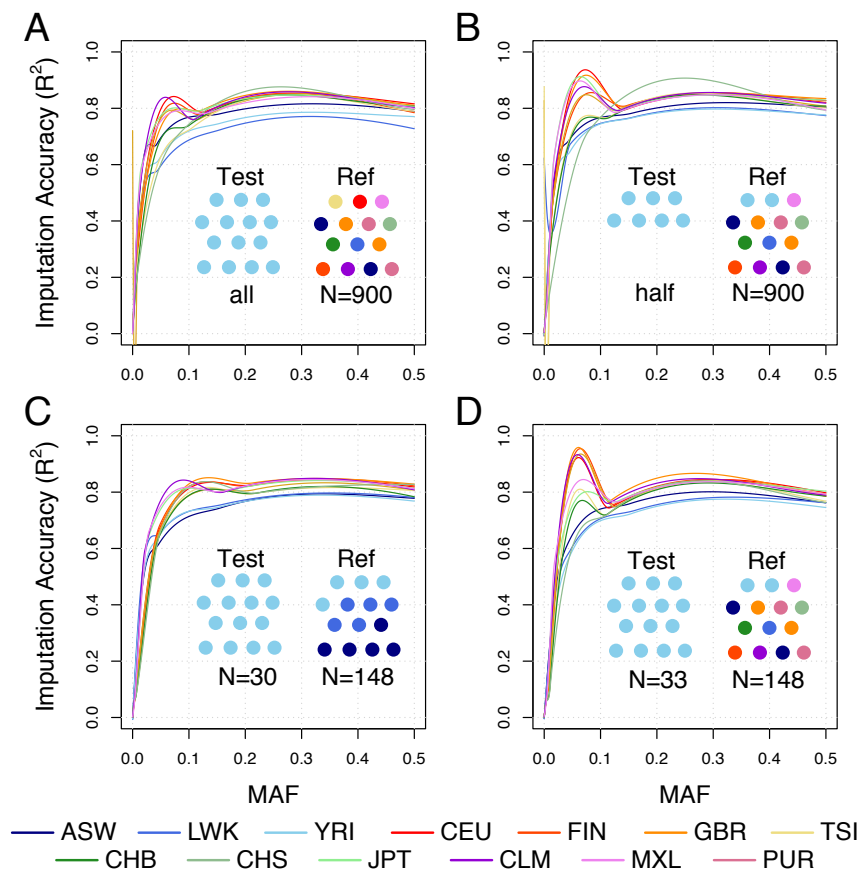 A
B
Imputation Accuracy (R2)
1.0
0.8
0.6
0.4
0.2
0.0
Test
Ref
all
N=900
0.0 0.1 0.2 0.3 0.4 0.5
1.0
0.8
0.6
0.4
0.2
0.0
Test
Ref
half
N=900
0.0 0.1 0.2 0.3 0.4 0.5
C
D
Imputation Accuracy (R2)
1.0
0.8
0.6
0.4
0.2
0.0
Test
Ref
N=30
N=148
0.0 0.1 0.2 0.3 0.4 0.5
MAF
1.0
0.8
0.6
0.4
0.2
0.0
Test
Ref
N=33
N=148
0.0 0.1 0.2 0.3 0.4 0.5
MAF
ASW LWK YRI CEU FIN GBR TSI
CHB CHS JPT CLM MXL PUR